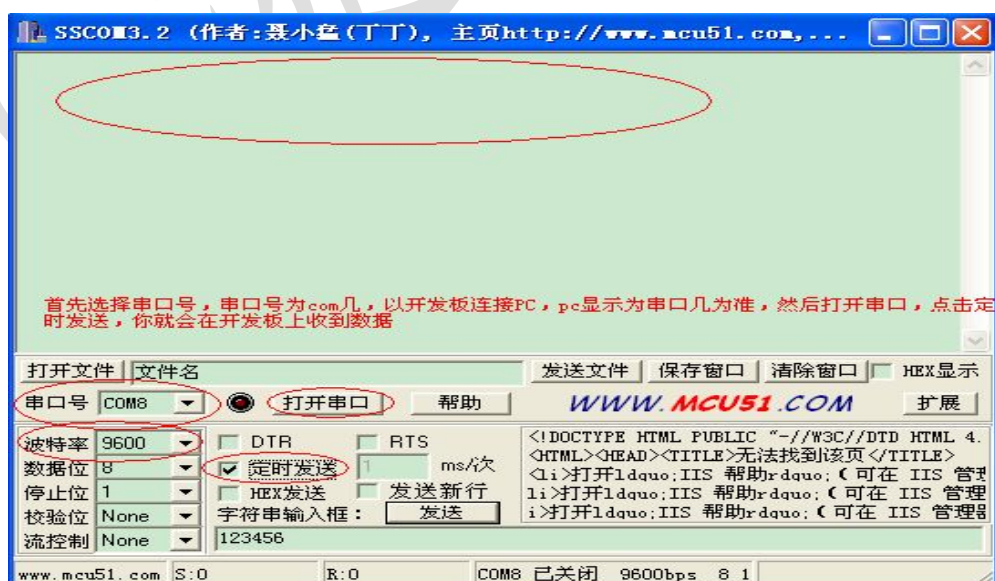 SSCOM3.2 (作者:聂小猛(丁丁), 主页http://www.mcu51.com,...
首先选择串口号，串口号为com几，以开发板连接PC，pc显示为串口几为准，然后打开串口，点击定
时发送，你就会在开发板上收到数据
打开文件 文件名 发送文件 保存窗口 清除窗口 HEX显示
串口号 COM8 打开串口 帮助 WWW.MCU51.COM 扩展
波特率 9600 DTR RTS
数据位 8 定时发送 1 ms/次
停止位 1 HEX发送 发送新行
校验位 None 字符串输入框： 发送
流控制 None 123456
<!DOCTYPE HTML PUBLIC "-//W3C//DTD HTML 4.
<HTML><HEAD><TITLE>无法找到该页</TITLE>
<li>打开ldquo;IIS 帮助rdquo;(可在 IIS 管
li>打开ldquo;IIS 帮助rdquo;(可在 IIS 管理
i>打开ldquo;IIS 帮助rdquo;(可在 IIS 管理
www.mcu51.com S:0 R:0 COM8 已关闭 9600bps 8 1